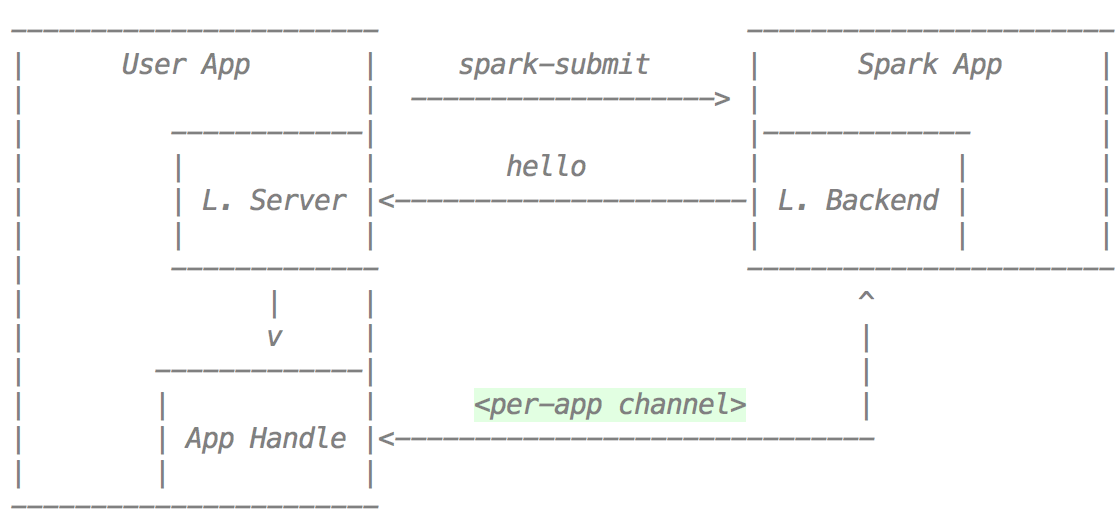 User App
spark-submit
Spark App
hello
L. Server
L. Backend
v
<per-app channel>
App Handle